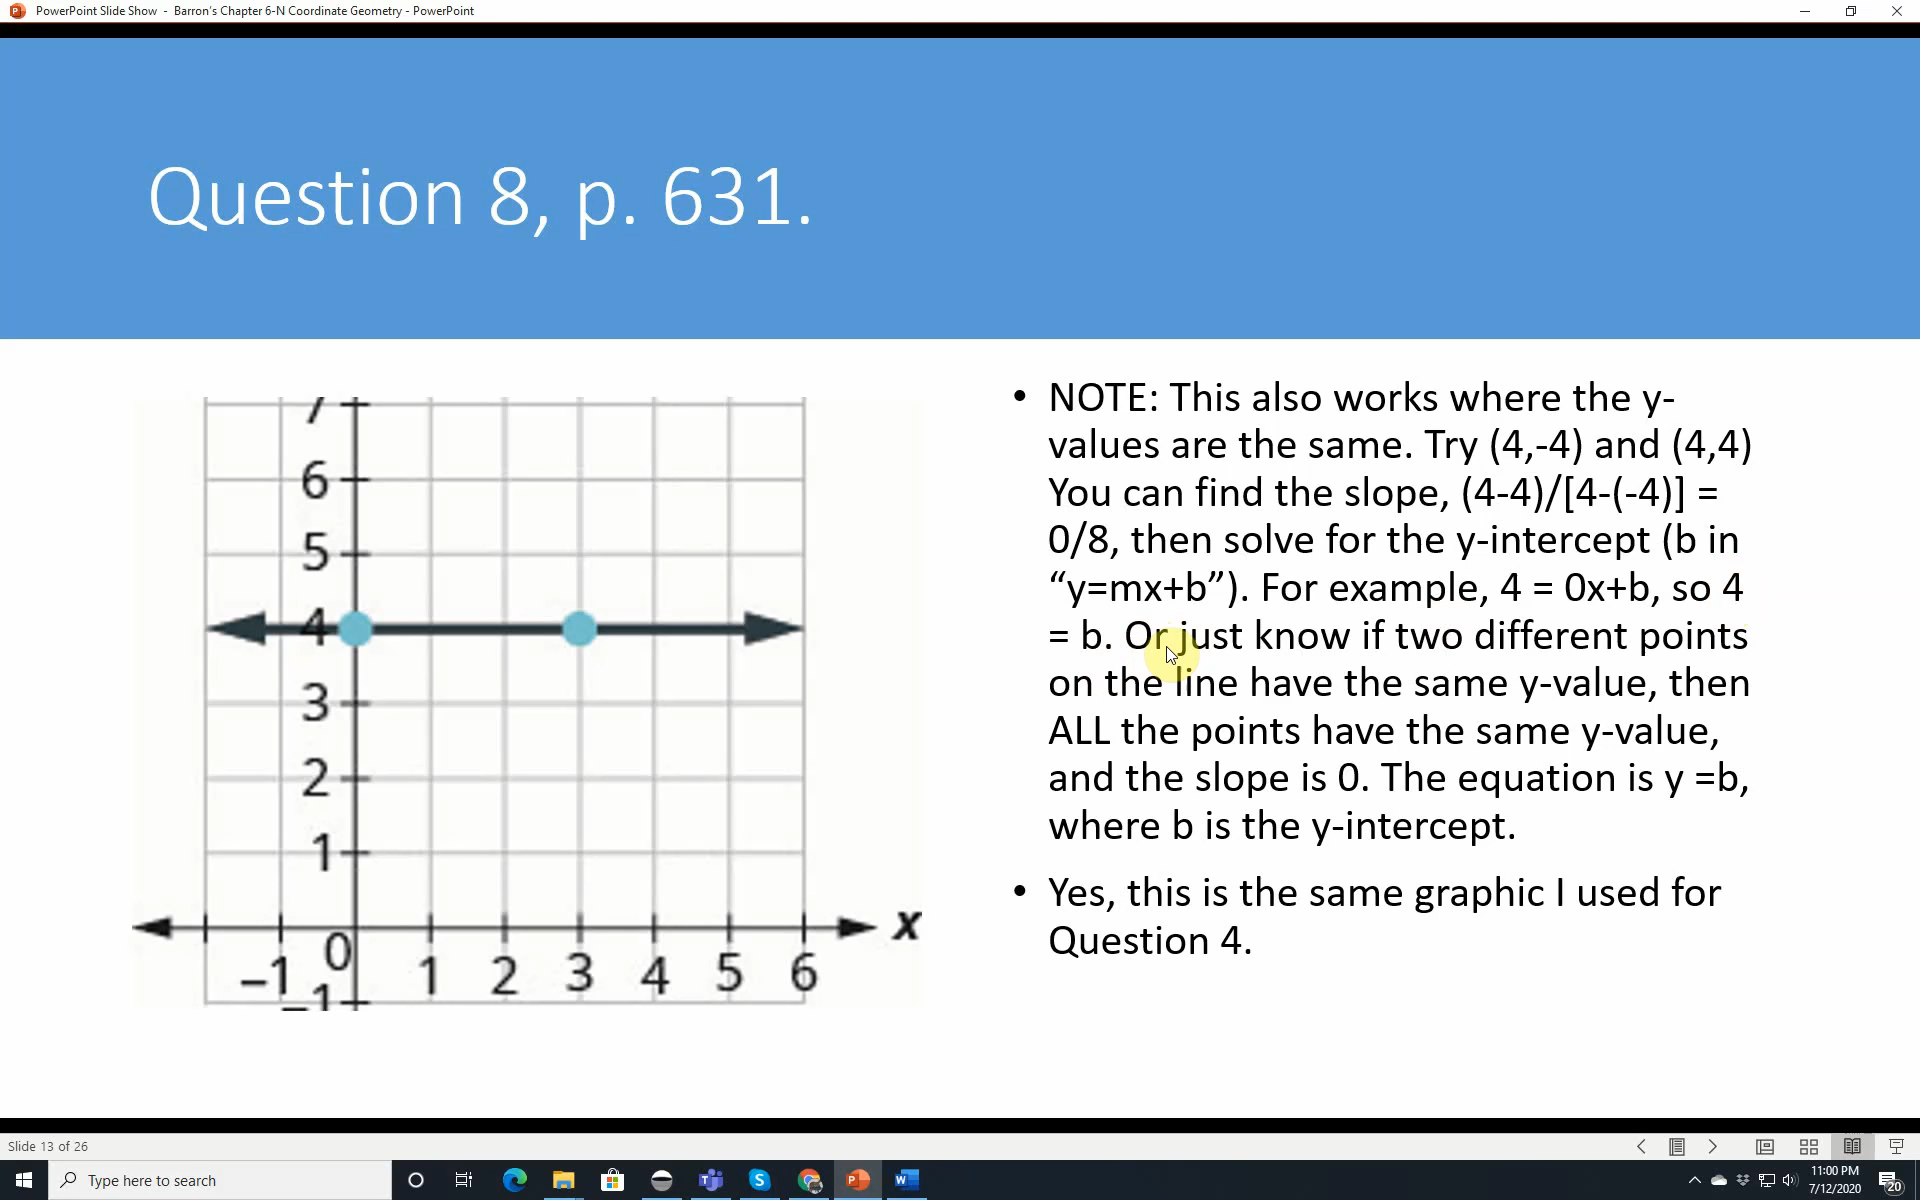 PowerPoint Slide Show - Barron's Chapter 6-N Coordinate Geometry - PowerPoint
Question 8, p. 631.
7
6
5
4
3
2
1
0
x
-1 1 2 3 4 5 6
-1
• NOTE: This also works where the y-
values are the same. Try (4,-4) and (4,4)
You can find the slope, (4-4)/[4-(-4)] =
0/8, then solve for the y-intercept (b in
“y=mx+b”). For example, 4 = 0x+b, so 4
= b. Or just know if two different points
on the line have the same y-value, then
ALL the points have the same y-value,
and the slope is 0. The equation is y =b,
where b is the y-intercept.
• Yes, this is the same graphic I used for
Question 4.
Slide 13 of 26
Type here to search
11:00 PM
7/12/2020
20